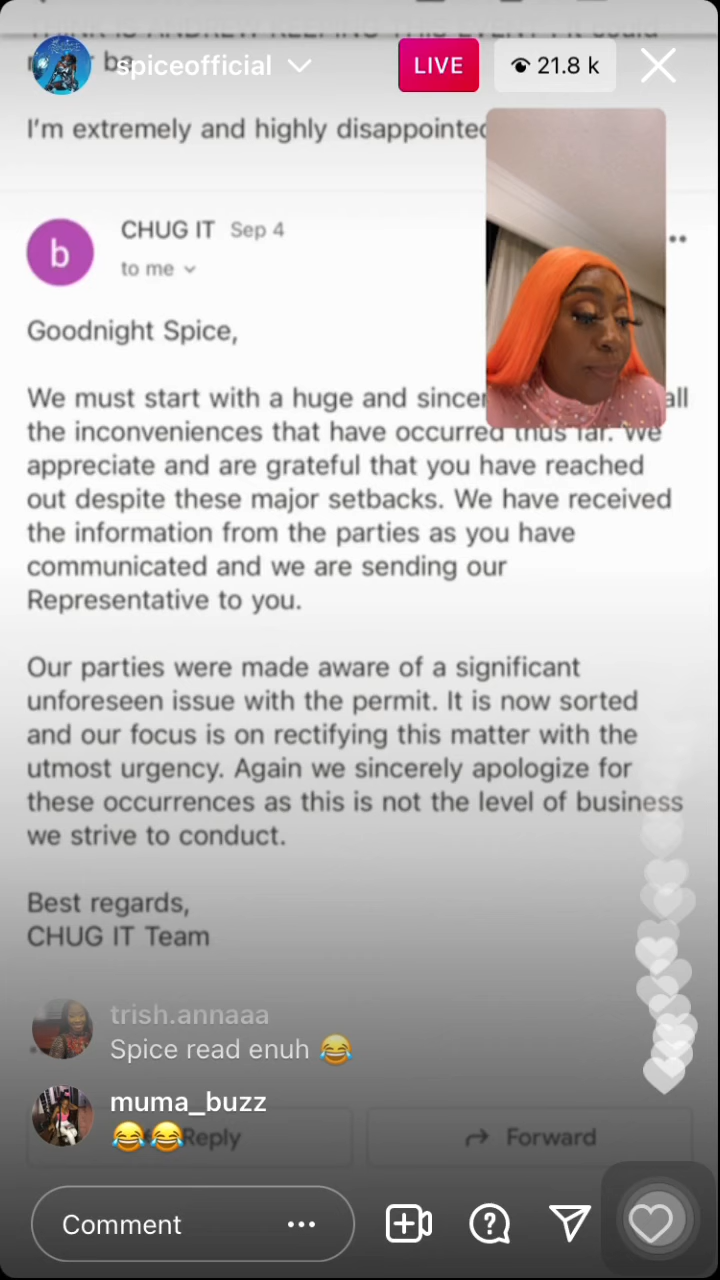 spiceofficial
LIVE
21.8 k
I'm extremely and highly disappointed
b
CHUG IT Sep 4
to me
Goodnight Spice,
We must start with a huge and all
the inconveniences that have occurred thus far. We
appreciate and are grateful that you have reached
out despite these major setbacks. We have received
the information from the parties as you have
communicated and we are sending our
Representative to you.
Our parties were made aware of a significant
unforeseen issue with the permit. It is now sorted
and our focus is on rectifying this matter with the
utmost urgency. Again we sincerely apologize for
these occurrences as this is not the level of business
we strive to conduct.
Best regards,
CHUG IT Team
trish.annaaa
Spice read enuh 😂
muma_buzz
😂😂 Reply
Forward
Comment